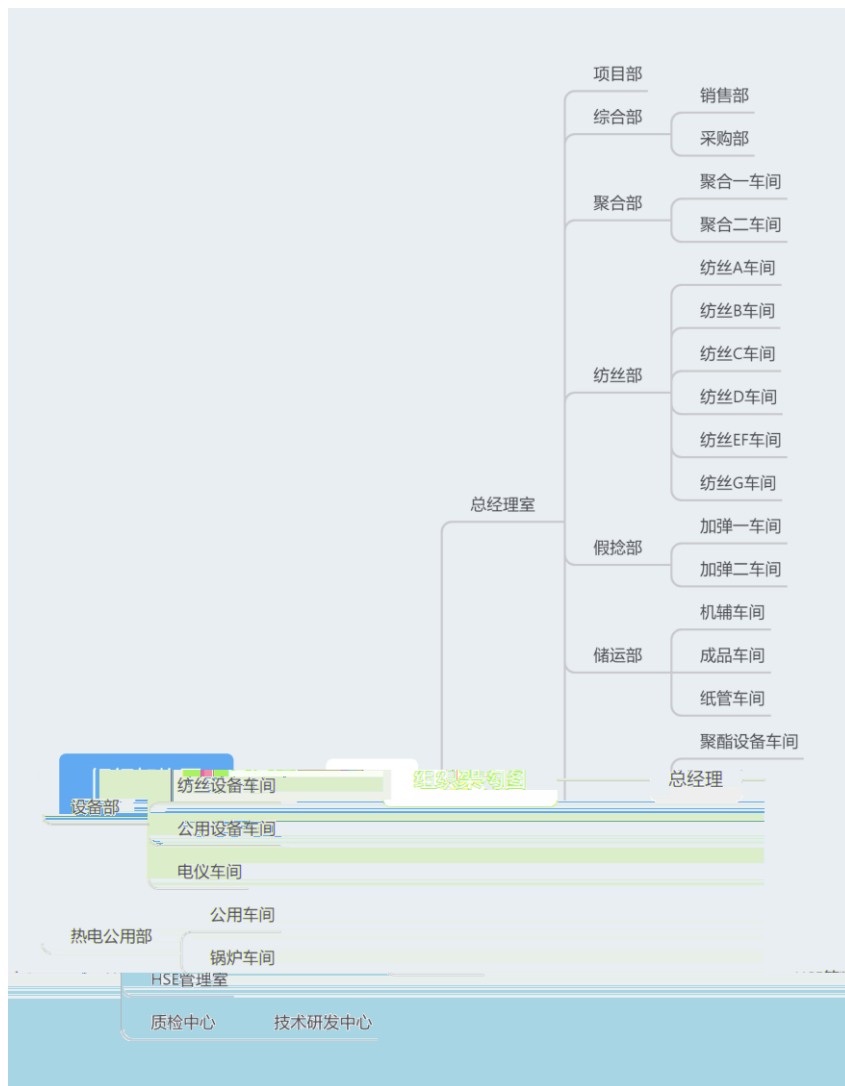 项目部
销售部
综合部
采购部
聚合一车间
聚合部
聚合二车间
纺丝A车间
纺丝B车间
纺丝C车间
纺丝部
纺丝D车间
纺丝EF车间
纺丝G车间
总经理室
加弹一车间
假捻部
加弹二车间
机辅车间
储运部
成品车间
纸管车间
聚酯设备车间
总经理
纺丝设备车间
设备部
公用设备车间
电仪车间
公用车间
热电公用部
锅炉车间
HSE管理室
质检中心 技术研发中心